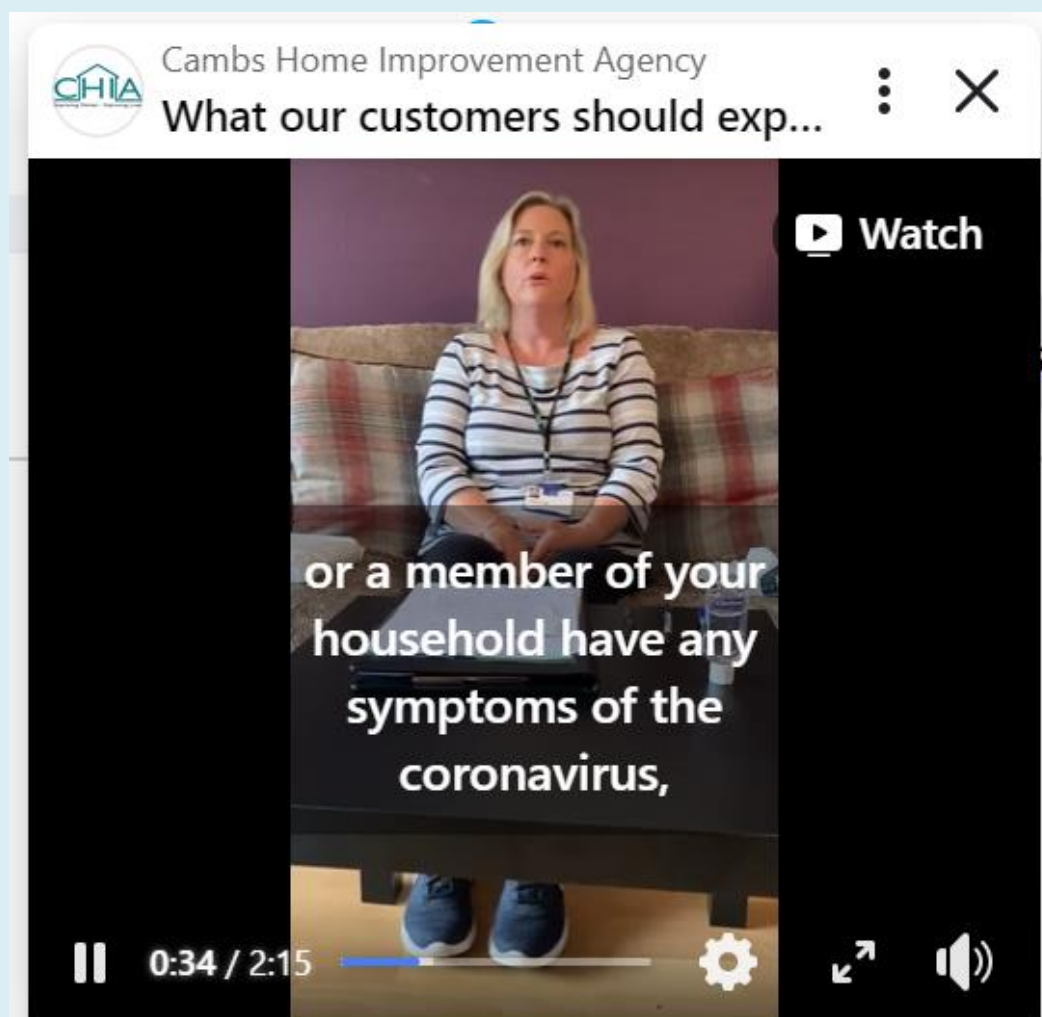 CHIA
Cambs Home Improvement Agency
What our customers should exp...
Watch
or a member of your
household have any
symptoms of the
coronavirus,
0:34 / 2:15